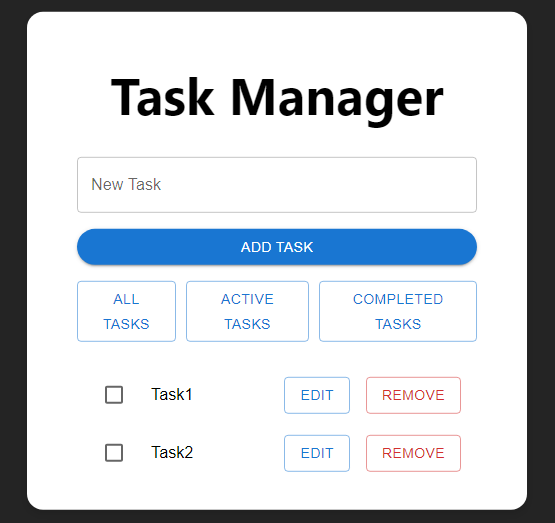 Task Manager
New Task
ADD TASK
ALL TASKS
ACTIVE TASKS
COMPLETED TASKS
Task1 EDIT REMOVE
Task2 EDIT REMOVE